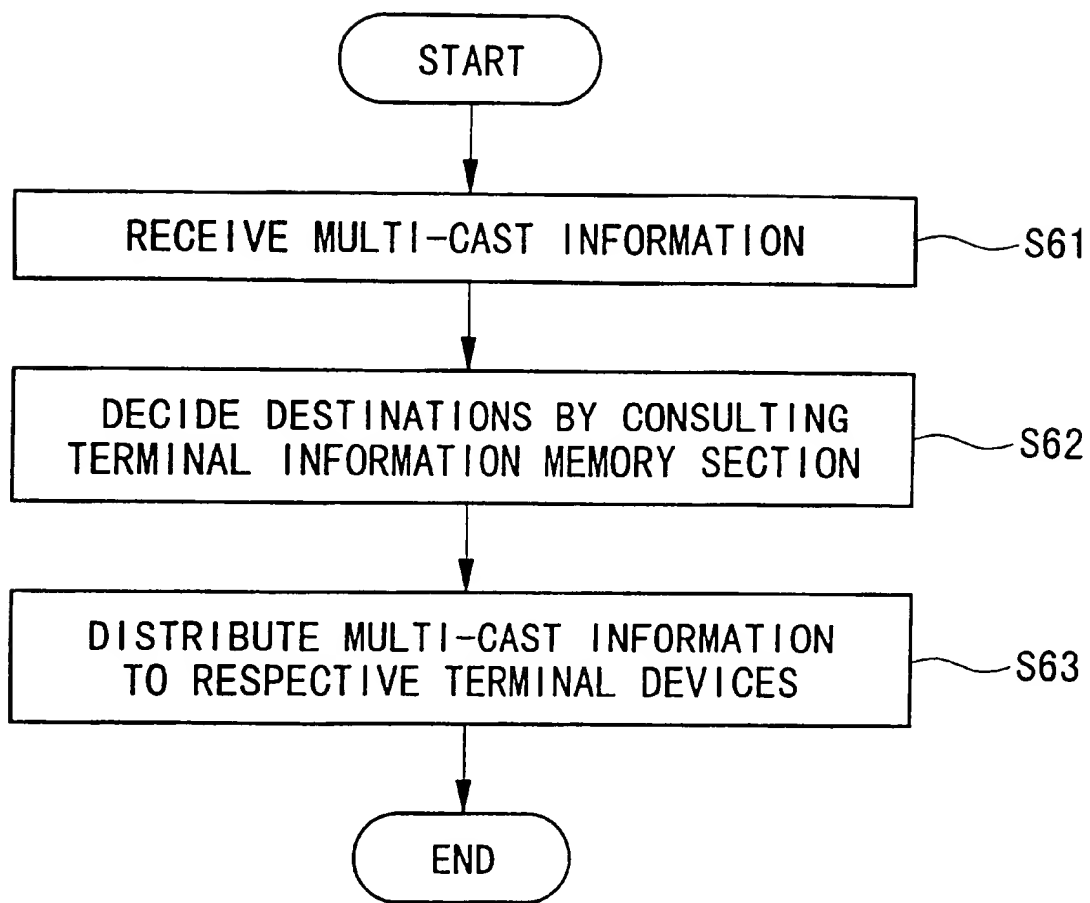 START
RECEIVE MULTI-CAST INFORMATION
S61
DECIDE DESTINATIONS BY CONSULTING
TERMINAL INFORMATION MEMORY SECTION
S62
DISTRIBUTE MULTI-CAST INFORMATION
TO RESPECTIVE TERMINAL DEVICES
S63
END